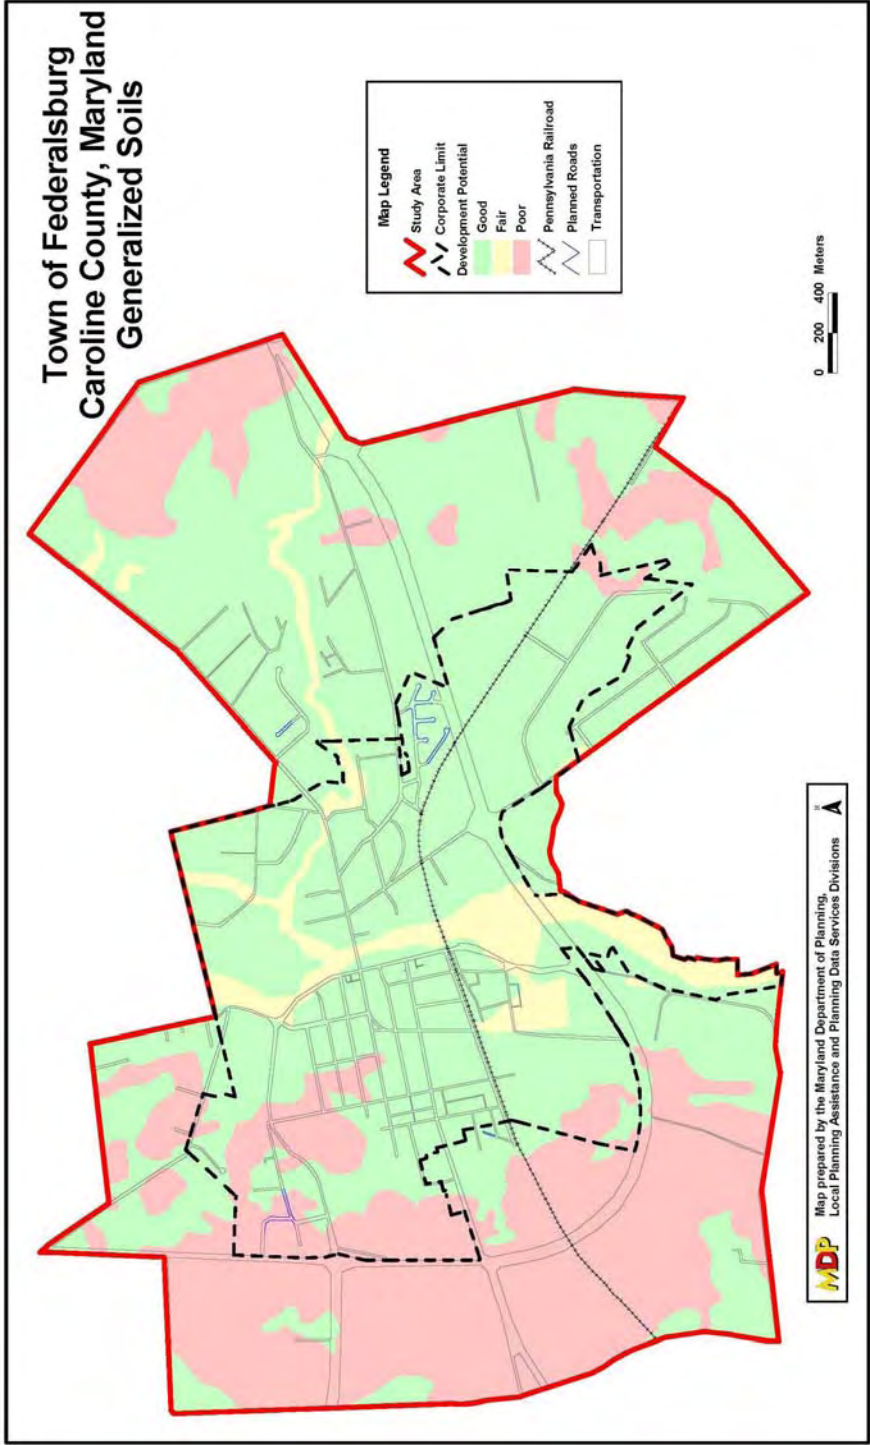 Town of Federalsburg
Caroline County, Maryland
Generalized Soils
Map Legend
Study Area
Corporate Limit
Development Potential
Good
Fair
Poor
Pennsylvania Railroad
Planned Roads
Transportation
0 200 400 Meters
MDP
Map prepared by the Maryland Department of Planning,
Local Planning Assistance and Planning Data Services Divisions
N